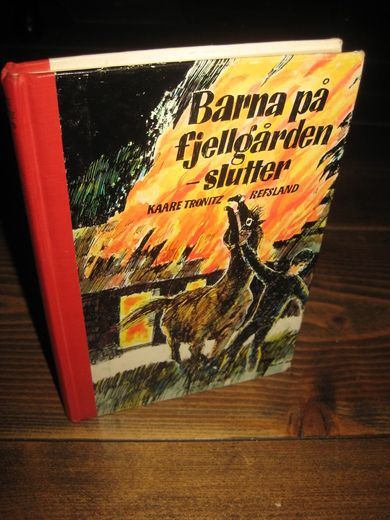 Barna på
fjellgården
- slutter
KAARE TRONITZ REFSLAND